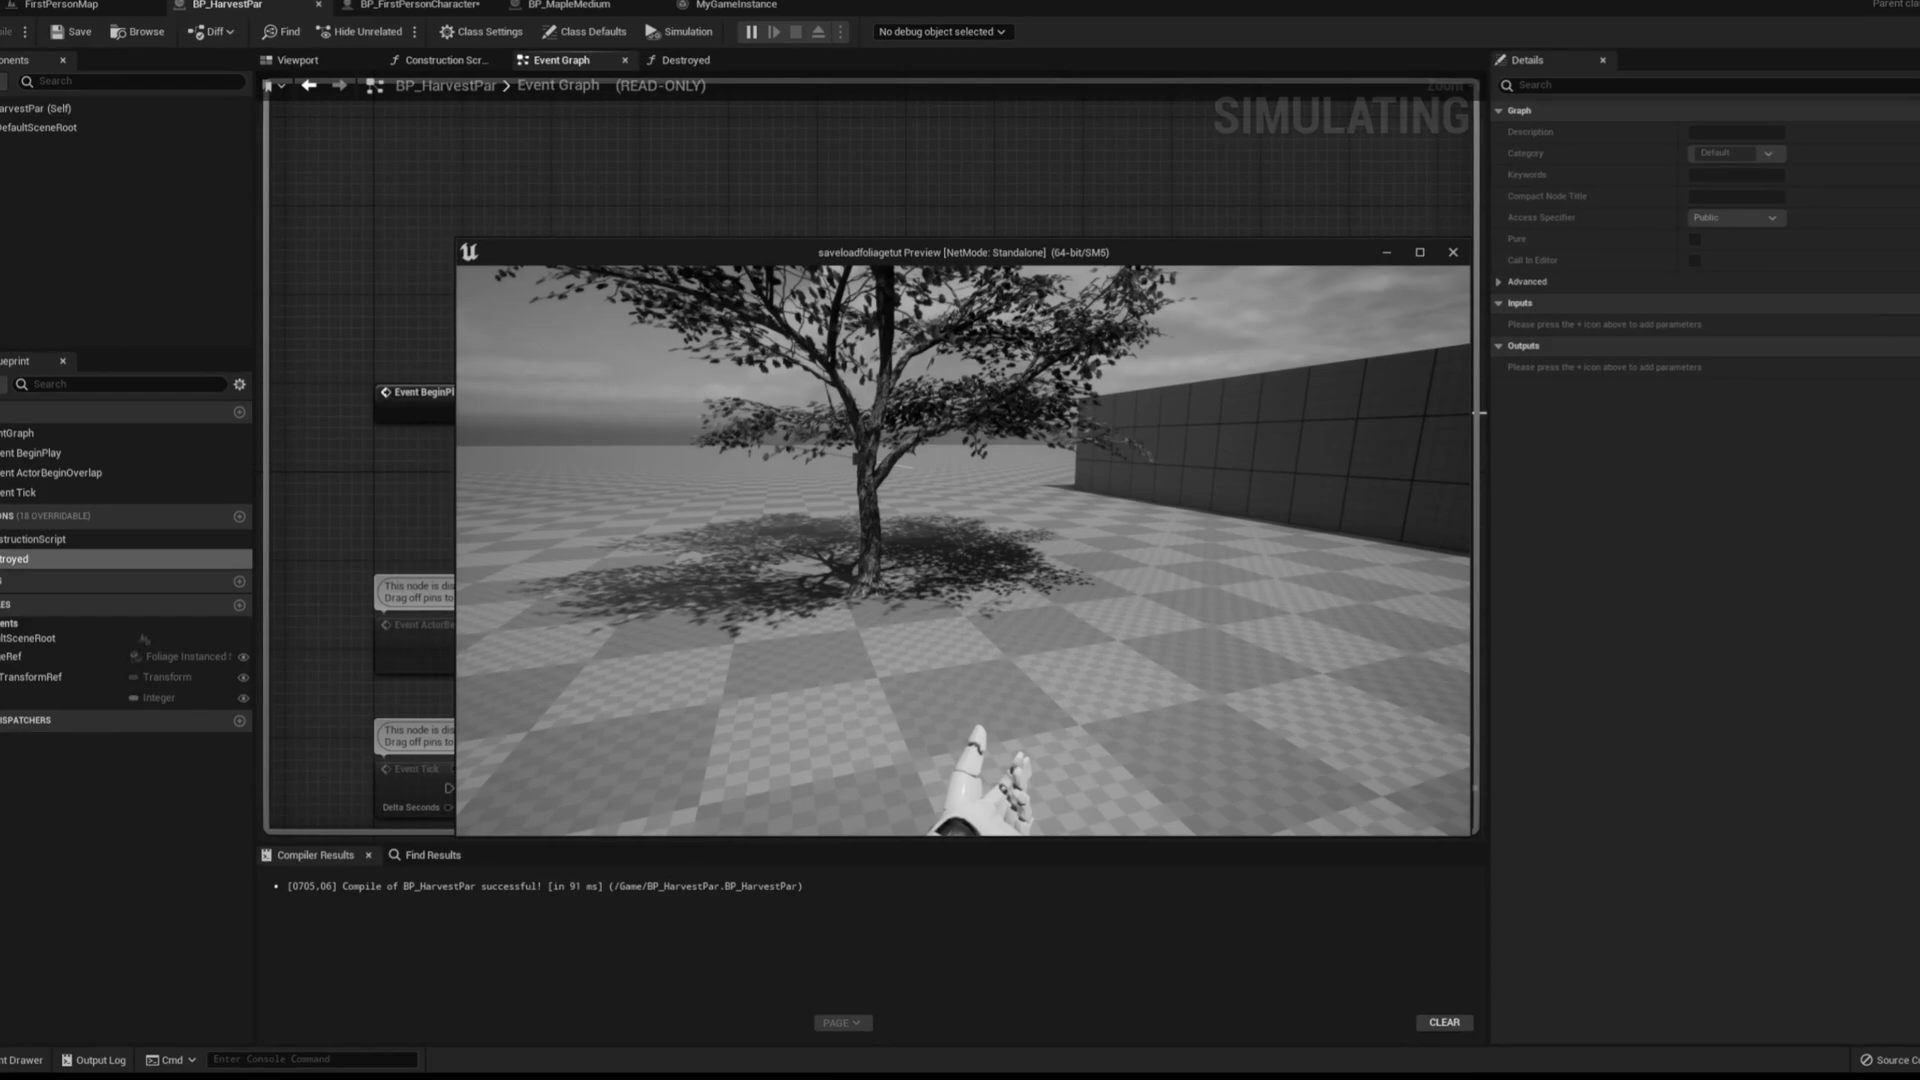 FirstPersonMap
BP_HarvestPar
BP_FirstPersonCharacter*
BP_MapleMedium
MyGameInstance
Parent cla
Save
Browse
Diff
Find
Hide Unrelated
Class Settings
Class Defaults
Simulation
No debug object selected
onents
Search
arvestPar (Self)
DefaultSceneRoot
Viewport
Construction Scr...
Event Graph
Destroyed
BP_HarvestPar > Event Graph (READ-ONLY)
Zoom
SIMULATING
saveloadfoliagetut Preview [NetMode: Standalone] (64-bit/SM5)
Event BeginPl
This node is dis
Drag off pins to
Event ActorBe
This node is dis
Drag off pins to
Event Tick
Delta Seconds
ueprint
Search
ntGraph
ent BeginPlay
ent ActorBeginOverlap
ent Tick
ONS (18 OVERRIDABLE)
structionScript
troyed
S
LES
ents
ltSceneRoot
eRef
Foliage Instanced S
TransformRef
Transform
Integer
ISPATCHERS
Compiler Results
Find Results
[0705,06] Compile of BP_HarvestPar successful! [in 91 ms] (/Game/BP_HarvestPar.BP_HarvestPar)
PAGE
CLEAR
Details
Search
Graph
Description
Category
Default
Keywords
Compact Node Title
Access Specifier
Public
Pure
Call In Editor
Advanced
Inputs
Please press the + icon above to add parameters
Outputs
Please press the + icon above to add parameters
nt Drawer
Output Log
Cmd
Enter Console Command
Source Co